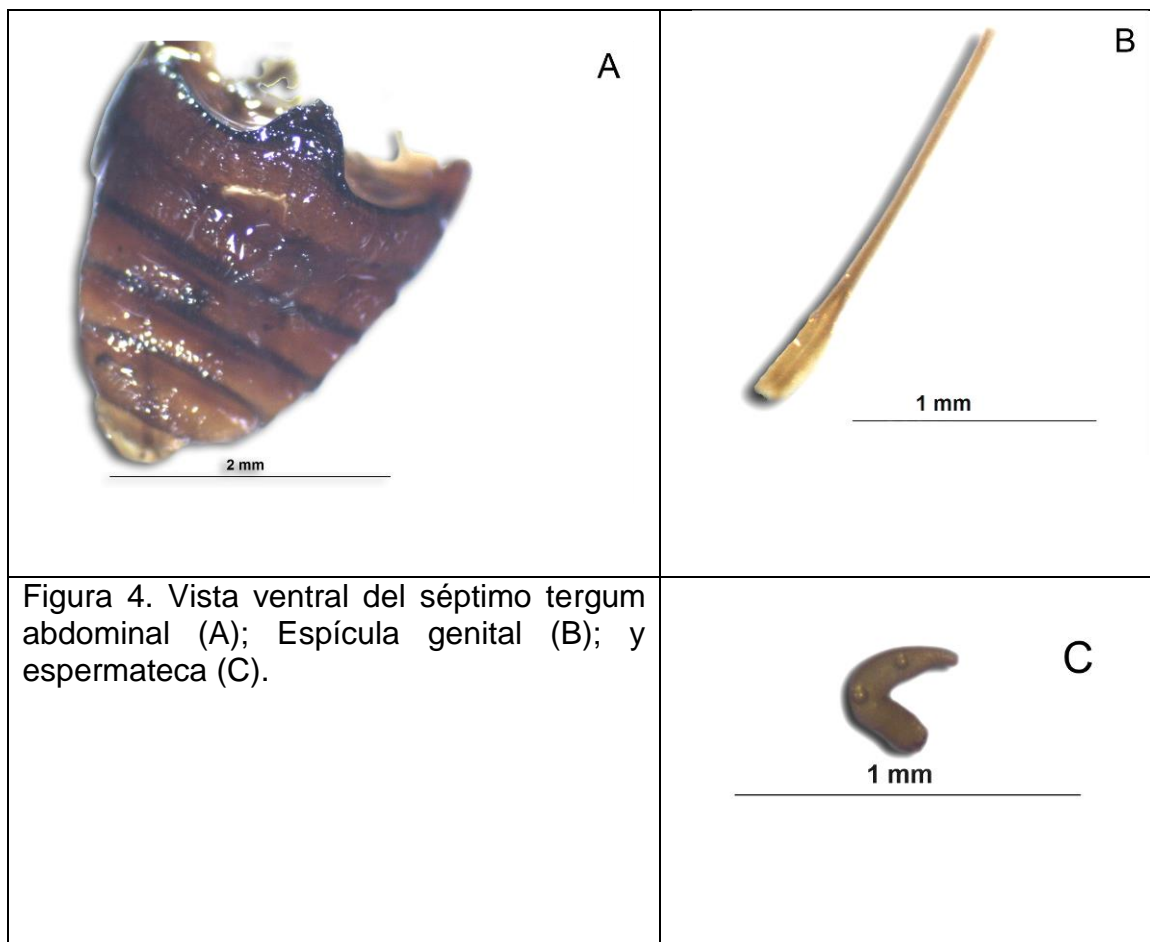 A
B
2 mm
1 mm
Figura 4. Vista ventral del séptimo tergum
abdominal (A); Espícula genital (B); y
espermateca (C).
C
1 mm